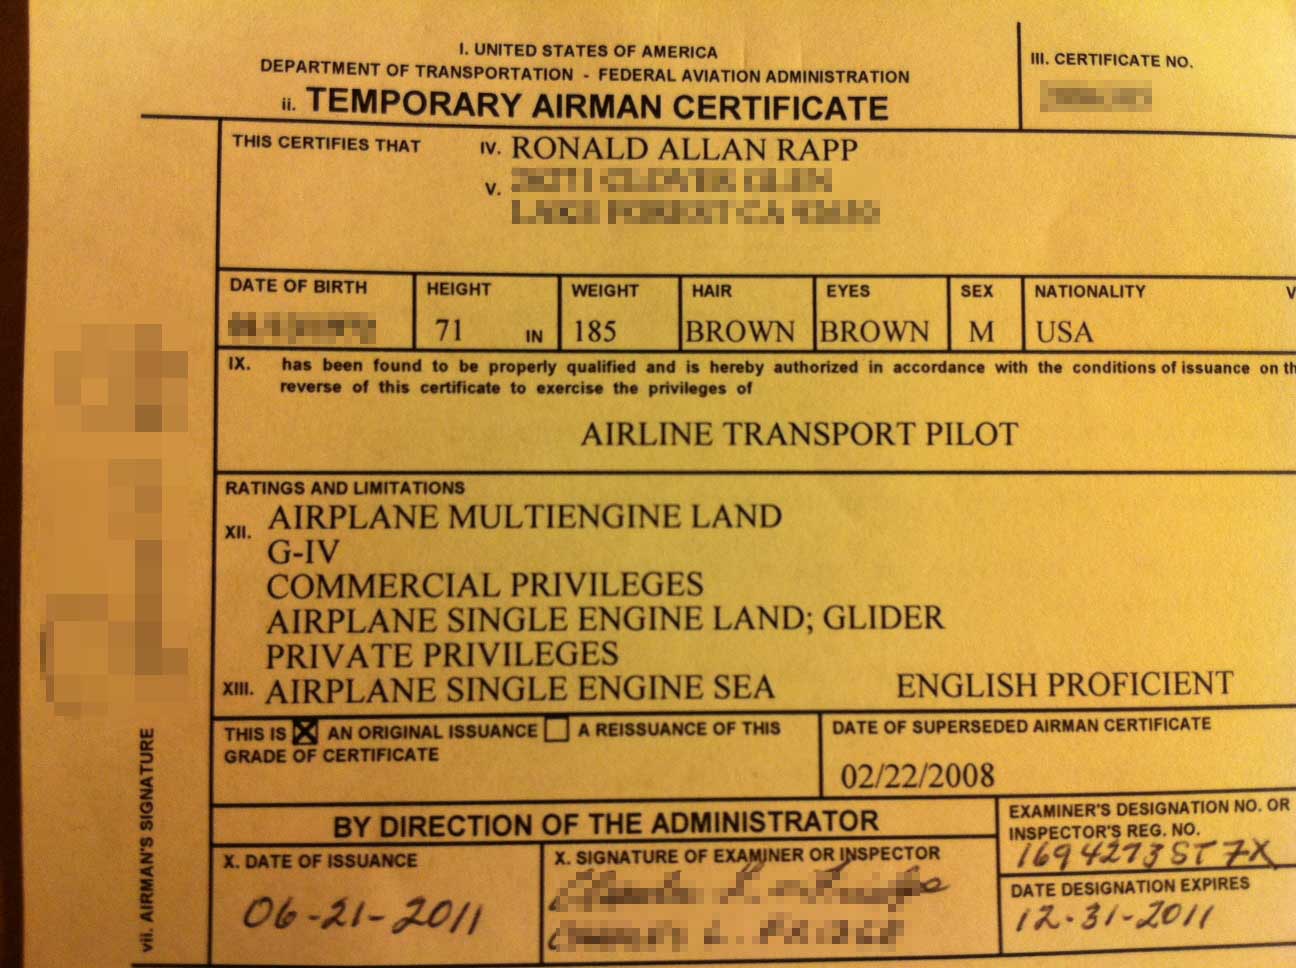 I. UNITED STATES OF AMERICA
DEPARTMENT OF TRANSPORTATION - FEDERAL AVIATION ADMINISTRATION
ii. TEMPORARY AIRMAN CERTIFICATE
III. CERTIFICATE NO.
THIS CERTIFIES THAT IV. RONALD ALLAN RAPP
V.
DATE OF BIRTH HEIGHT WEIGHT HAIR EYES SEX NATIONALITY V
71 IN 185 BROWN BROWN M USA
IX. has been found to be properly qualified and is hereby authorized in accordance with the conditions of issuance on th
reverse of this certificate to exercise the privileges of
AIRLINE TRANSPORT PILOT
RATINGS AND LIMITATIONS
XII. AIRPLANE MULTIENGINE LAND
G-IV
COMMERCIAL PRIVILEGES
AIRPLANE SINGLE ENGINE LAND; GLIDER
PRIVATE PRIVILEGES
XIII. AIRPLANE SINGLE ENGINE SEA ENGLISH PROFICIENT
THIS IS AN ORIGINAL ISSUANCE A REISSUANCE OF THIS
GRADE OF CERTIFICATE
DATE OF SUPERSEDED AIRMAN CERTIFICATE
02/22/2008
BY DIRECTION OF THE ADMINISTRATOR
EXAMINER'S DESIGNATION NO. OR
INSPECTOR'S REG. NO.
1694273ST7X
X. DATE OF ISSUANCE
06-21-2011
X. SIGNATURE OF EXAMINER OR INSPECTOR
DATE DESIGNATION EXPIRES
12-31-2011
vii. AIRMAN'S SIGNATURE